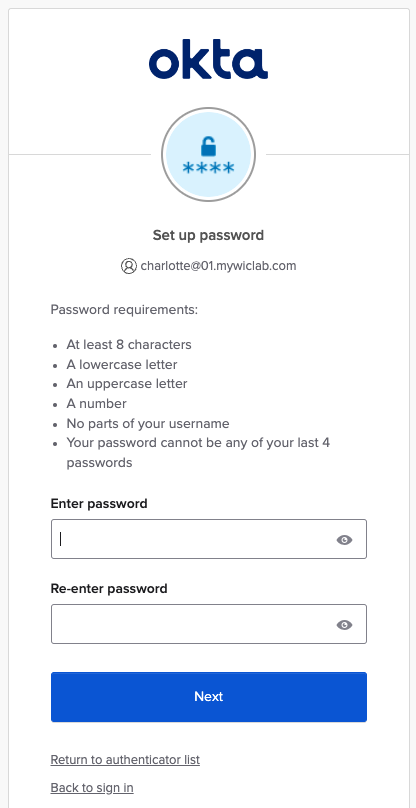 okta
****
Set up password
charlotte@01.mywiclab.com
Password requirements:
• At least 8 characters
• A lowercase letter
• An uppercase letter
• A number
• No parts of your username
• Your password cannot be any of your last 4
passwords
Enter password
Re-enter password
Next
Return to authenticator list
Back to sign in